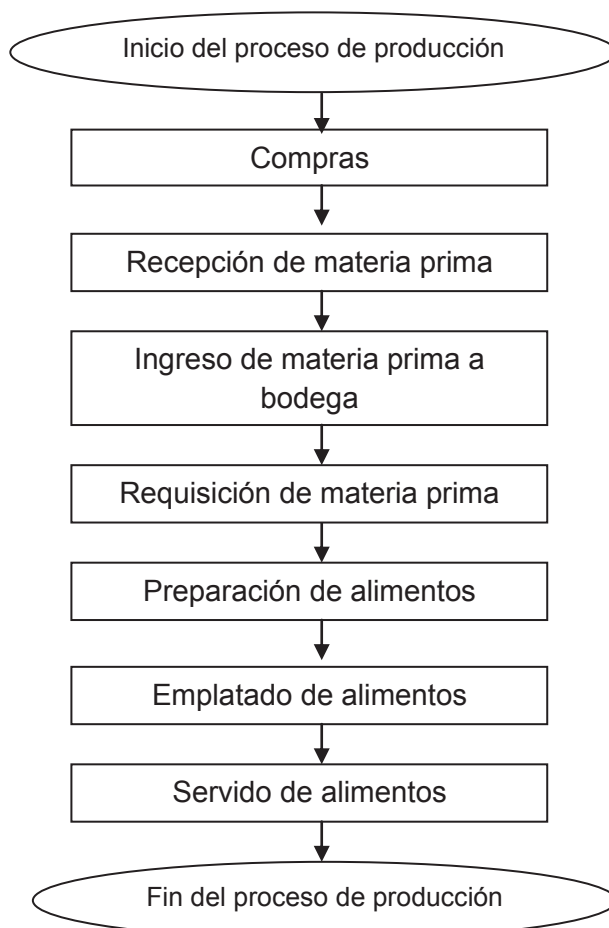 Inicio del proceso de producción
Compras
Recepción de materia prima
Ingreso de materia prima a
bodega
Requisición de materia prima
Preparación de alimentos
Emplatado de alimentos
Servido de alimentos
Fin del proceso de producción